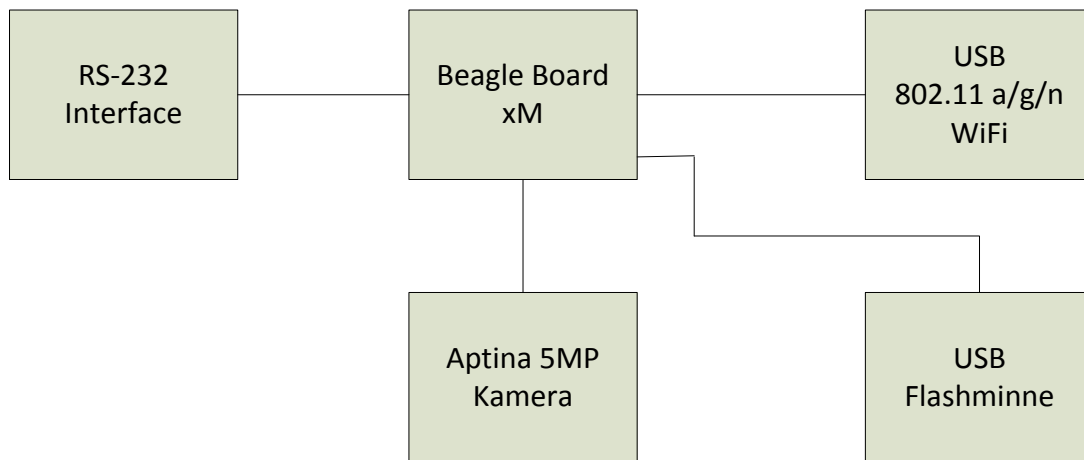 RS-232
Interface
Beagle Board
xM
USB
802.11 a/g/n
WiFi
Aptina 5MP
Kamera
USB
Flashminne